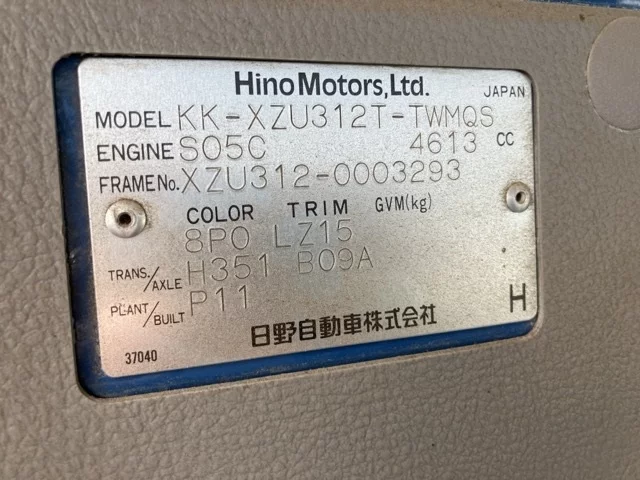 Hino Motors, Ltd. JAPAN
MODEL KK-XZU312T-TWMQS
ENGINE S05C 4613 CC
FRAME No. XZU312-0003293
COLOR TRIM GVM(kg)
8P0 LZ15
TRANS./AXLE H351 B09A
PLANT/BUILT P11
日野自動車株式会社 H
37040